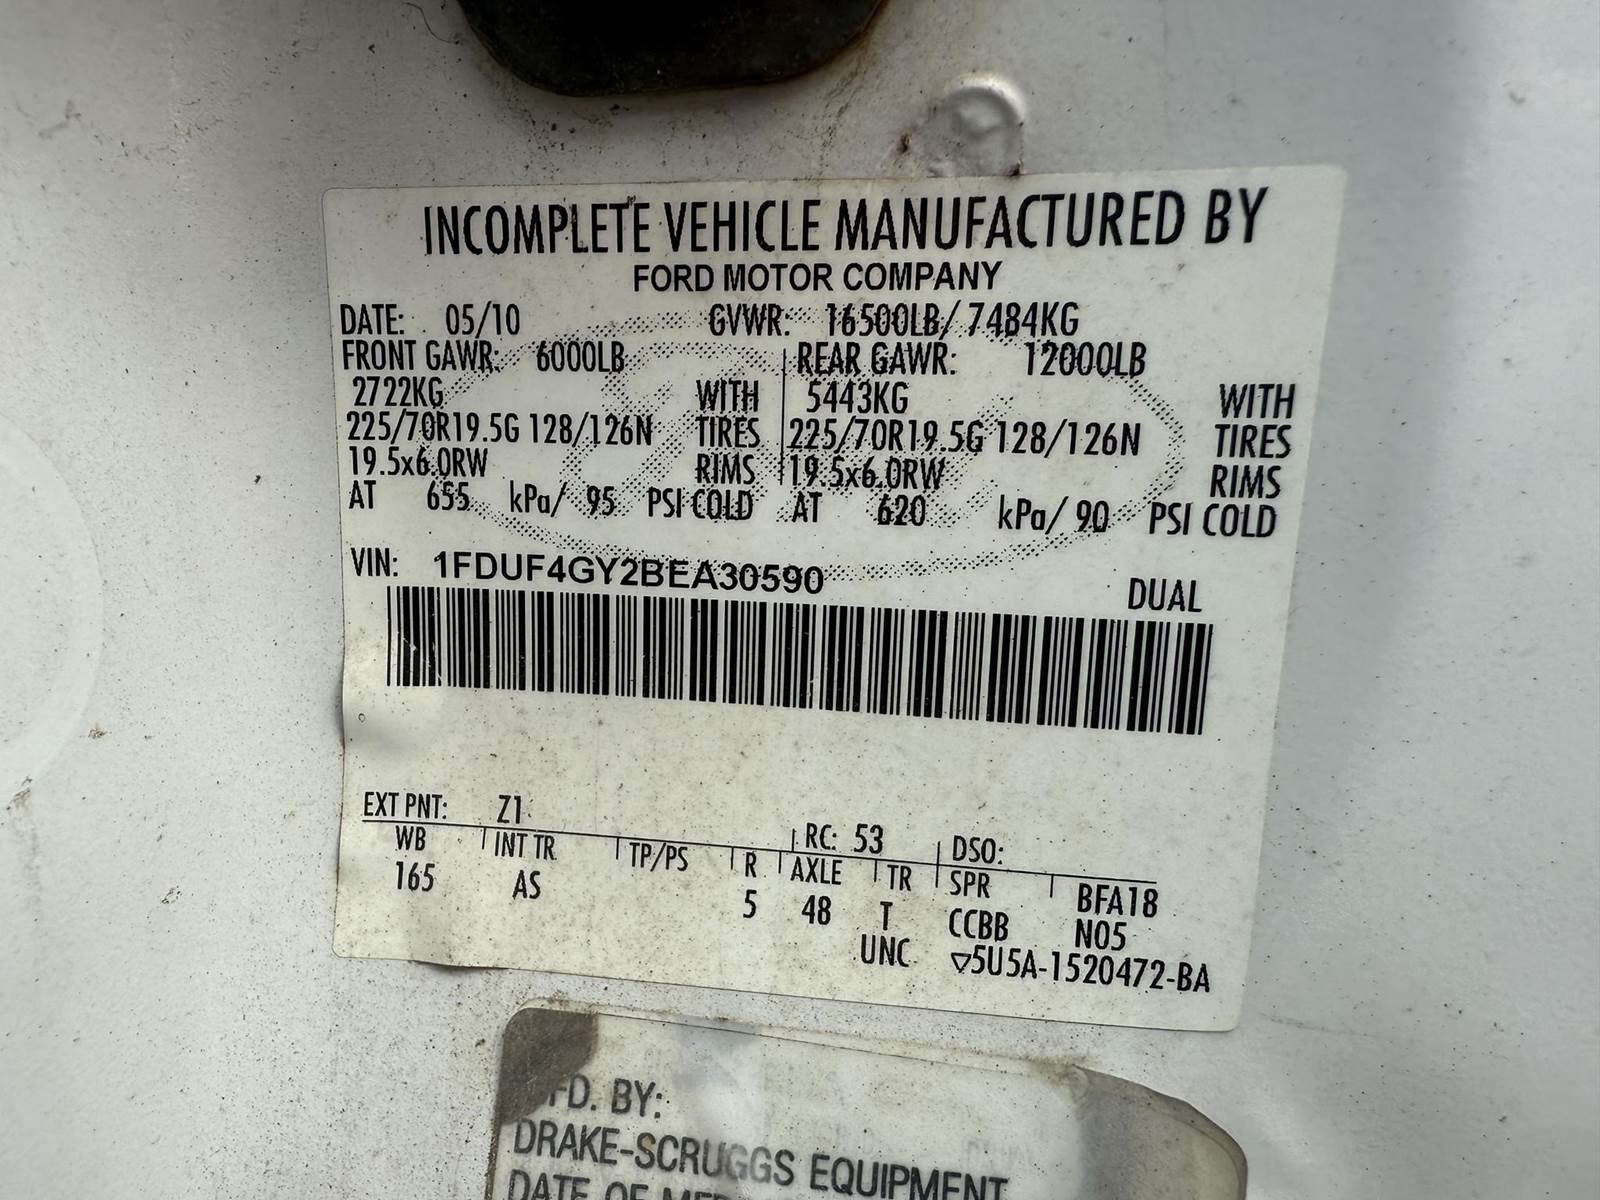 INCOMPLETE VEHICLE MANUFACTURED BY
FORD MOTOR COMPANY
DATE: 05/10 GVWR: 16500LB/ 7484KG
FRONT GAWR: 6000LB REAR GAWR: 12000LB
2722KG WITH 5443KG WITH
225/70R19.5G 128/126N TIRES 225/70R19.5G 128/126N TIRES
19.5x6.0RW RIMS 19.5x6.0RW RIMS
AT 655 kPa/ 95 PSI COLD AT 620 kPa/ 90 PSI COLD
VIN: 1FDUF4GY2BEA30590
DUAL
EXT PNT: Z1 RC: 53 DSO:
WB INT TR TP/PS R AXLE TR SPR BFA18
165 AS 5 48 T CCBB N05
UNC ▽5U5A-1520472-BA
BY:
DRAKE-SCRUGGS EQUIPMENT
DATE OF